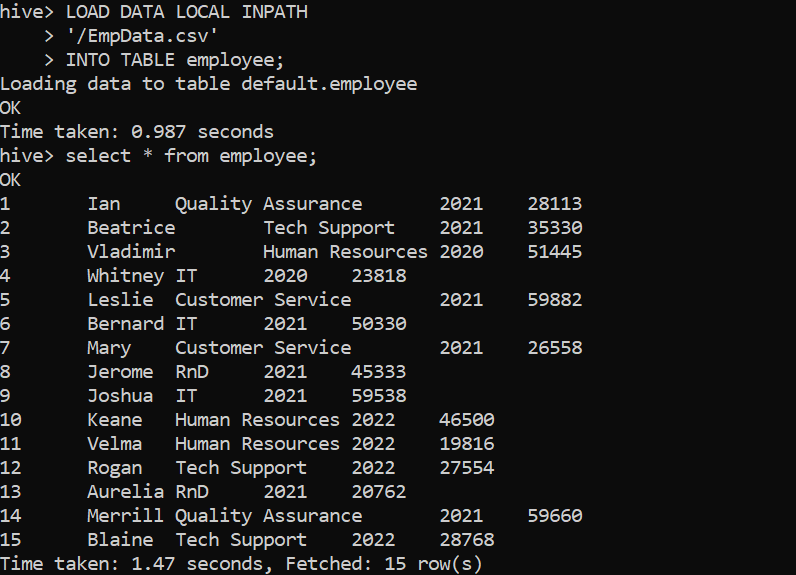 hive> LOAD DATA LOCAL INPATH
    > '/EmpData.csv'
    > INTO TABLE employee;
Loading data to table default.employee
OK
Time taken: 0.987 seconds
hive> select * from employee;
OK
1       Ian     Quality Assurance       2021    28113
2       Beatrice        Tech Support    2021    35330
3       Vladimir        Human Resources 2020    51445
4       Whitney IT      2020    23818
5       Leslie  Customer Service        2021    59882
6       Bernard IT      2021    50330
7       Mary    Customer Service        2021    26558
8       Jerome  RnD     2021    45333
9       Joshua  IT      2021    59538
10      Keane   Human Resources 2022    46500
11      Velma   Human Resources 2022    19816
12      Rogan   Tech Support    2022    27554
13      Aurelia RnD     2021    20762
14      Merrill Quality Assurance       2021    59660
15      Blaine  Tech Support    2022    28768
Time taken: 1.47 seconds, Fetched: 15 row(s)